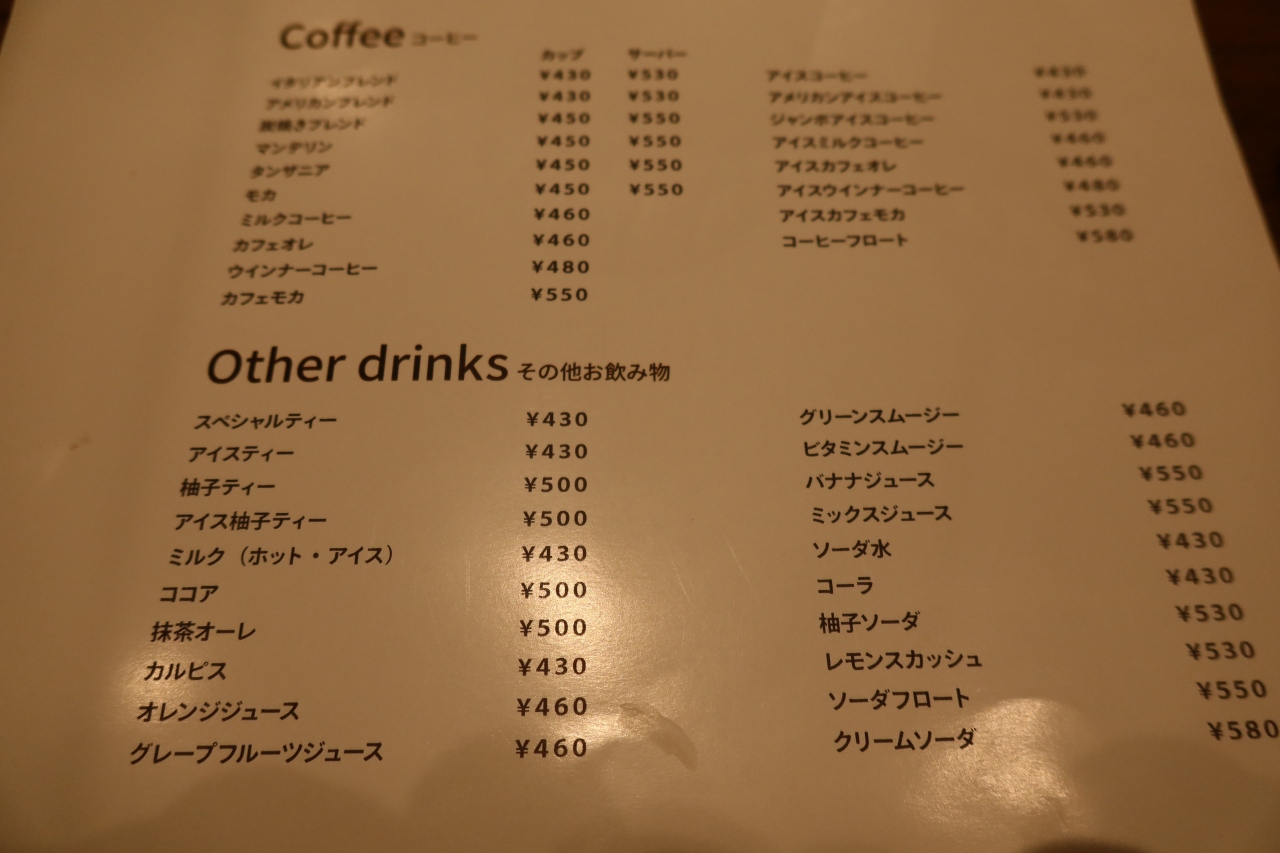 Coffee コーヒー
カップ サーバー
イタリアンブレンド ¥430 ¥530
アメリカンブレンド ¥430 ¥530
炭焼きブレンド ¥450 ¥550
マンデリン ¥450 ¥550
タンザニア ¥450 ¥550
モカ ¥450 ¥550
ミルクコーヒー ¥460
カフェオレ ¥460
ウインナーコーヒー ¥480
カフェモカ ¥550
アイスコーヒー ¥430
アメリカンアイスコーヒー ¥430
ジャンボアイスコーヒー ¥530
アイスミルクコーヒー ¥460
アイスカフェオレ ¥460
アイスウインナーコーヒー ¥480
アイスカフェモカ ¥530
コーヒーフロート ¥580
Other drinks その他お飲み物
スペシャルティー ¥430
アイスティー ¥430
柚子ティー ¥500
アイス柚子ティー ¥500
ミルク（ホット・アイス） ¥430
ココア ¥500
抹茶オーレ ¥500
カルピス ¥430
オレンジジュース ¥460
グレープフルーツジュース ¥460
グリーンスムージー ¥460
ビタミンスムージー ¥460
バナナジュース ¥550
ミックスジュース ¥550
ソーダ水 ¥430
コーラ ¥430
柚子ソーダ ¥530
レモンスカッシュ ¥530
ソーダフロート ¥550
クリームソーダ ¥580